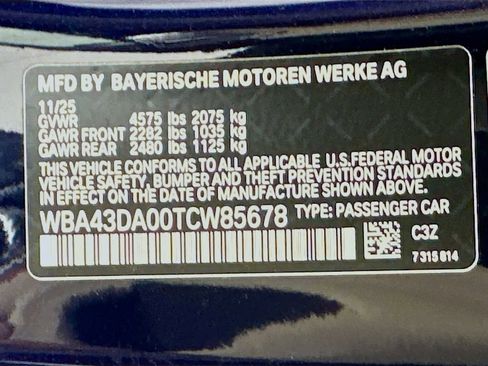 MFD BY BAYERISCHE MOTOREN WERKE AG
11/25
GVWR 4575 lbs 2075 kg
GAWR FRONT 2282 lbs 1035 kg
GAWR REAR 2480 lbs 1125 kg
THIS VEHICLE CONFORMS TO ALL APPLICABLE U.S.FEDERAL MOTOR
VEHICLE SAFETY, BUMPER AND THEFT PREVENTION STANDARDS
IN EFFECT ON THE DATE OF MANUFACTURE SHOWN ABOVE.
WBA43DA00TCW85678 TYPE: PASSENGER CAR
C3Z
7315814